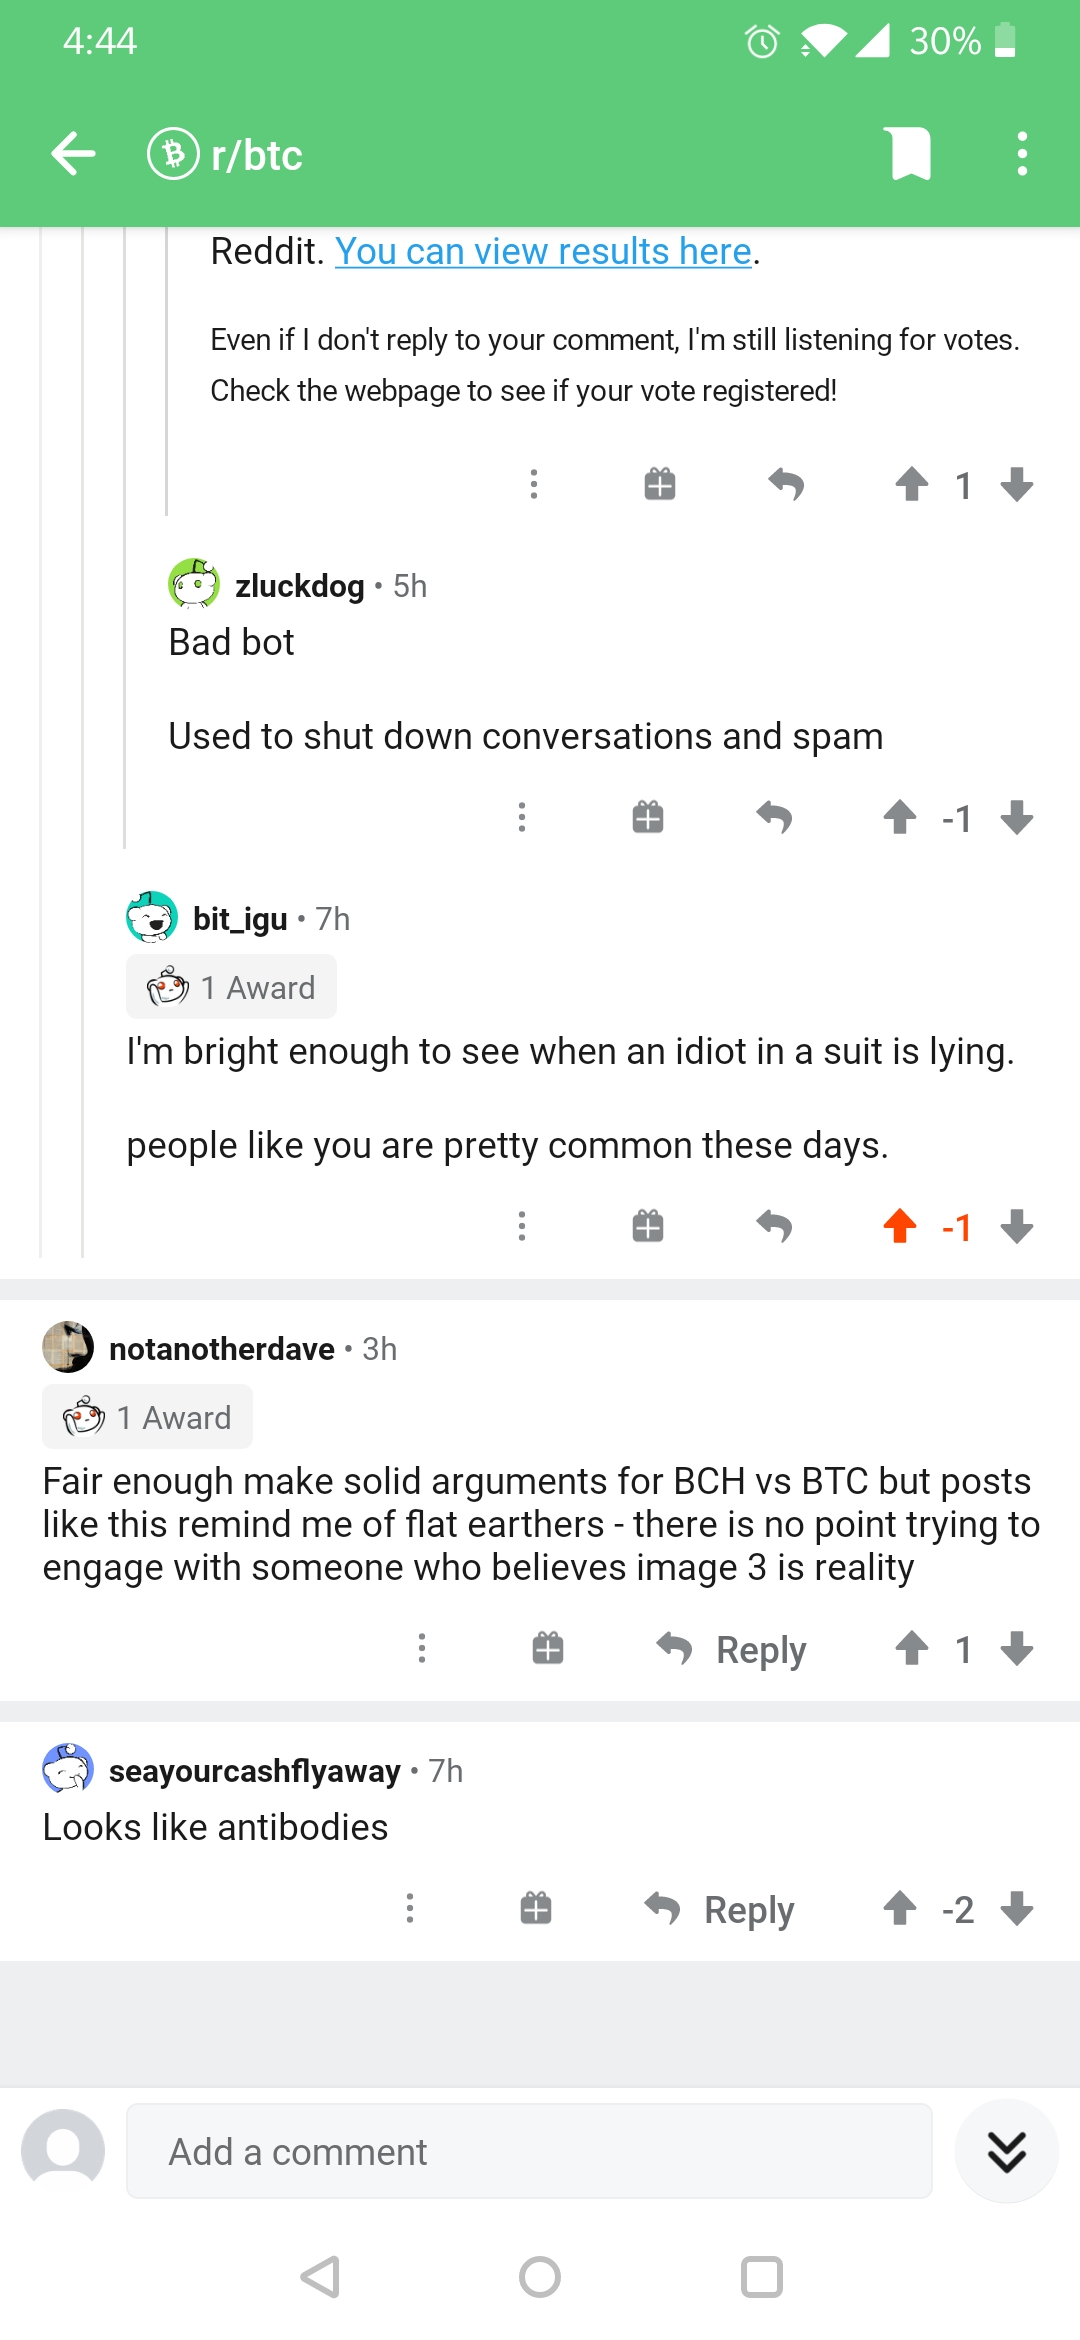 4:44
30%
r/btc
Reddit. You can view results here.
Even if I don't reply to your comment, I'm still listening for votes.
Check the webpage to see if your vote registered!
1
zluckdog • 5h
Bad bot
Used to shut down conversations and spam
-1
bit_igu • 7h
1 Award
I'm bright enough to see when an idiot in a suit is lying.
people like you are pretty common these days.
-1
notanotherdave • 3h
1 Award
Fair enough make solid arguments for BCH vs BTC but posts
like this remind me of flat earthers - there is no point trying to
engage with someone who believes image 3 is reality
Reply 1
seayourcashflyaway • 7h
Looks like antibodies
Reply -2
Add a comment